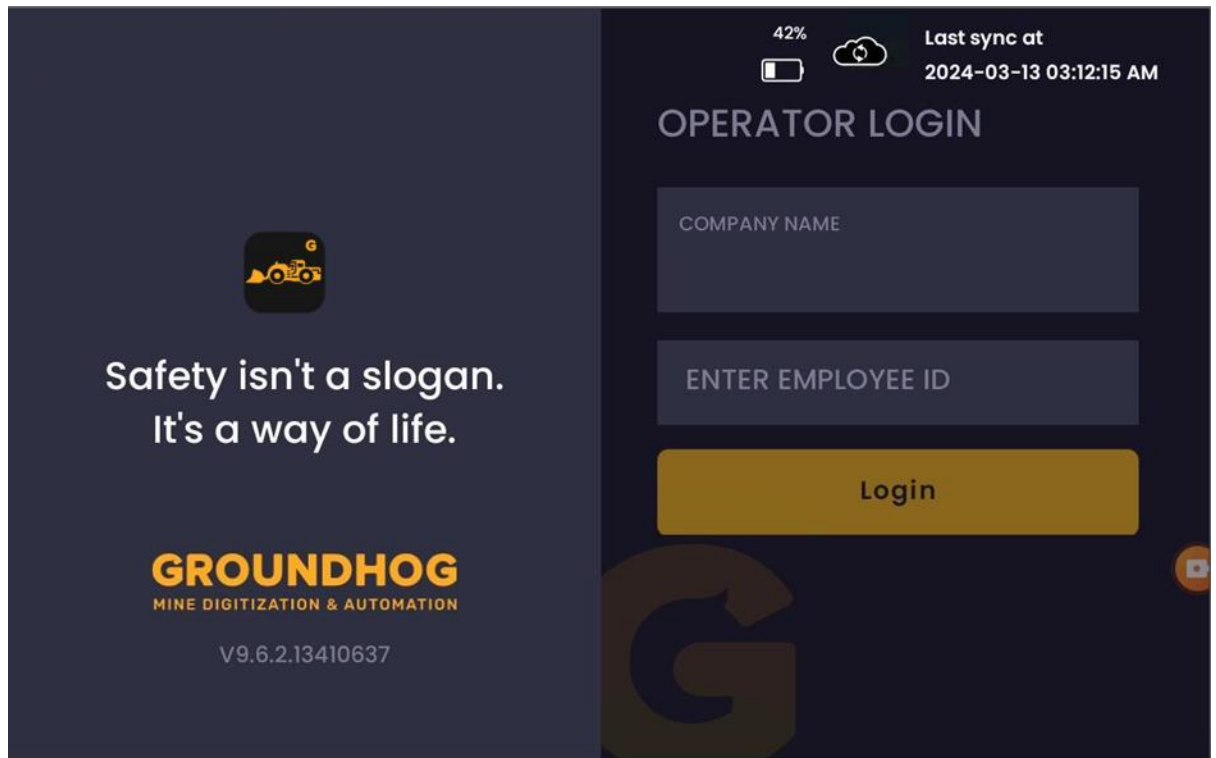 G
Safety isn't a slogan.
It's a way of life.
GROUNDHOG
MINE DIGITIZATION & AUTOMATION
V9.6.2.13410637
42%
Last sync at
2024-03-13 03:12:15 AM
OPERATOR LOGIN
COMPANY NAME
ENTER EMPLOYEE ID
Login
G